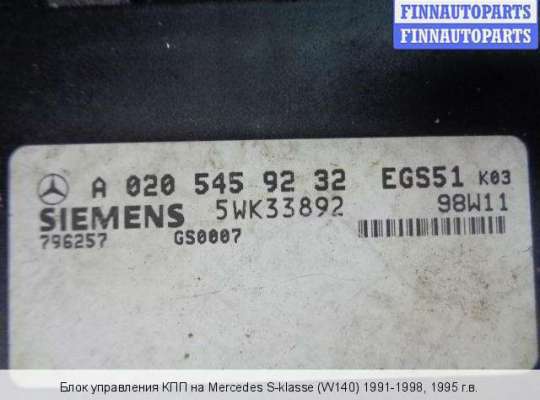 FINNAUTOPARTS
FINNAUTOPARTS
A 020 545 92 32 EGS51 K03
SIEMENS 5WK33892 98W11
796257 GS0007
Блок управления КПП на Mercedes S-klasse (W140) 1991-1998, 1995 г.в.